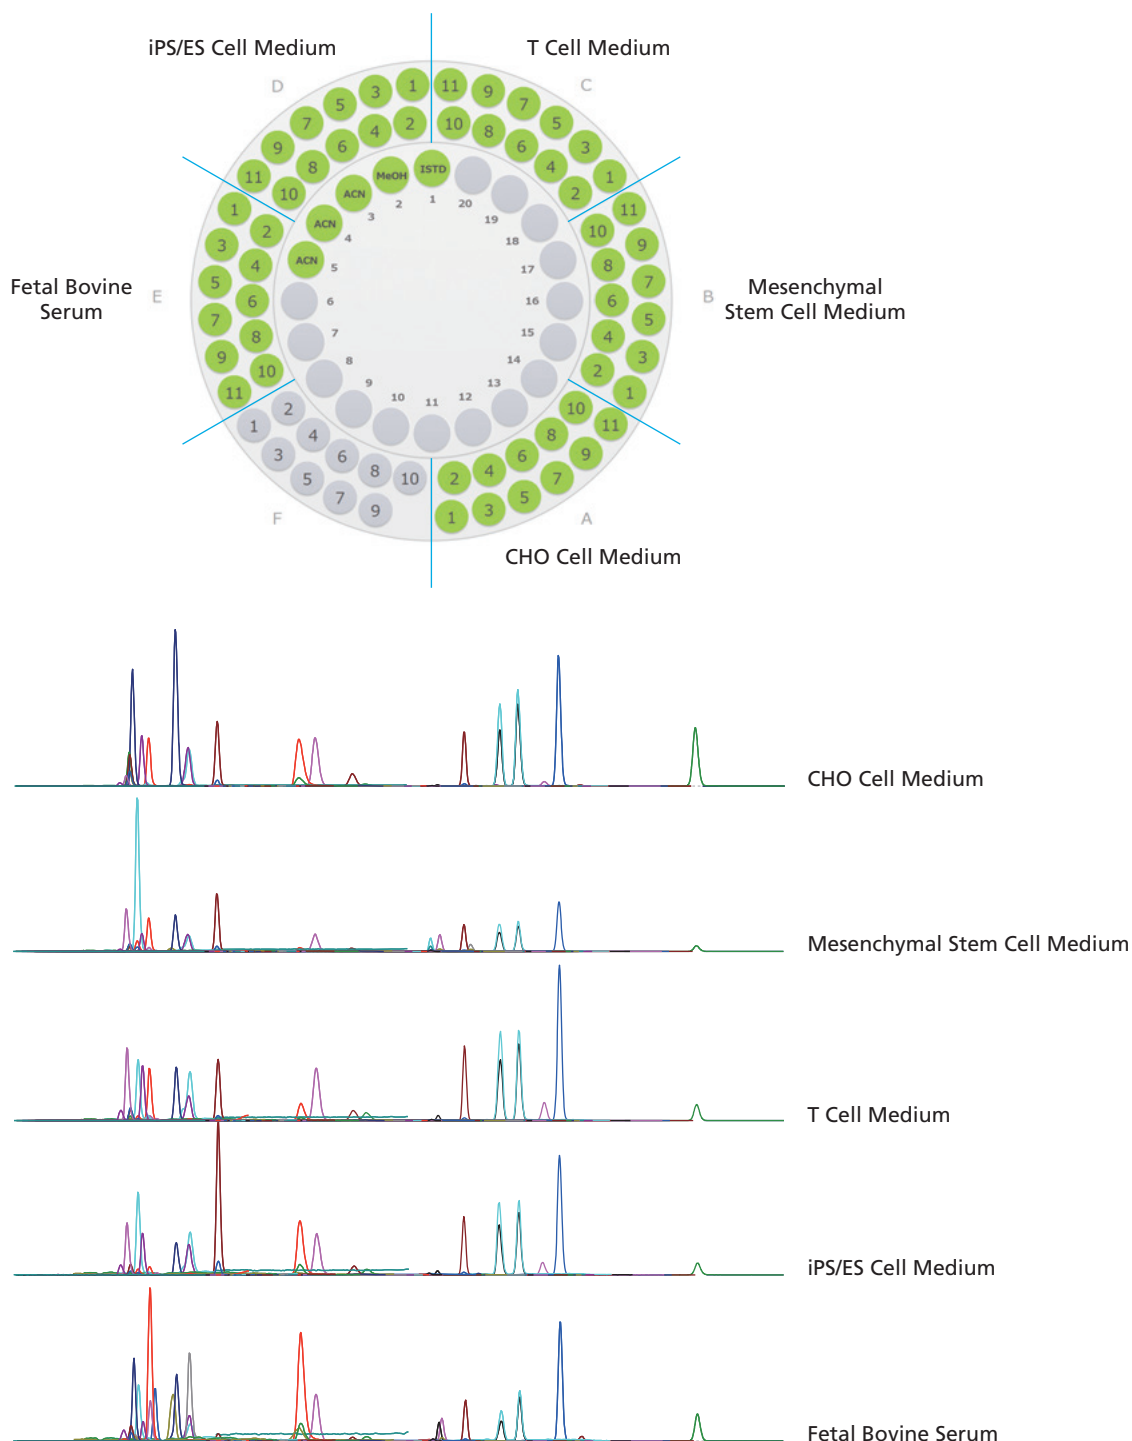 iPS/ES Cell Medium
T Cell Medium
D
C
5 3 1 11 9 7
7 6 4 2 10 8 6 5
9 8 4 3
11 10 MeOH ISTD 2 1
ACN 1 20
1 2 ACN 3 2 19 10 11
3 4 4 18 8 9
ACN 5 17
Fetal Bovine
Serum
E
5 6 6 16 6 7
B
Mesenchymal
Stem Cell Medium
7 8 7 15 4 5
9 10 8 14 2 3
11 9 13 1
10 11 12
1 2 10 11
3 4 8 9
5 6 8 10 2 4 6 7
7 9 1 3 5
F
A
CHO Cell Medium
CHO Cell Medium
Mesenchymal Stem Cell Medium
T Cell Medium
iPS/ES Cell Medium
Fetal Bovine Serum